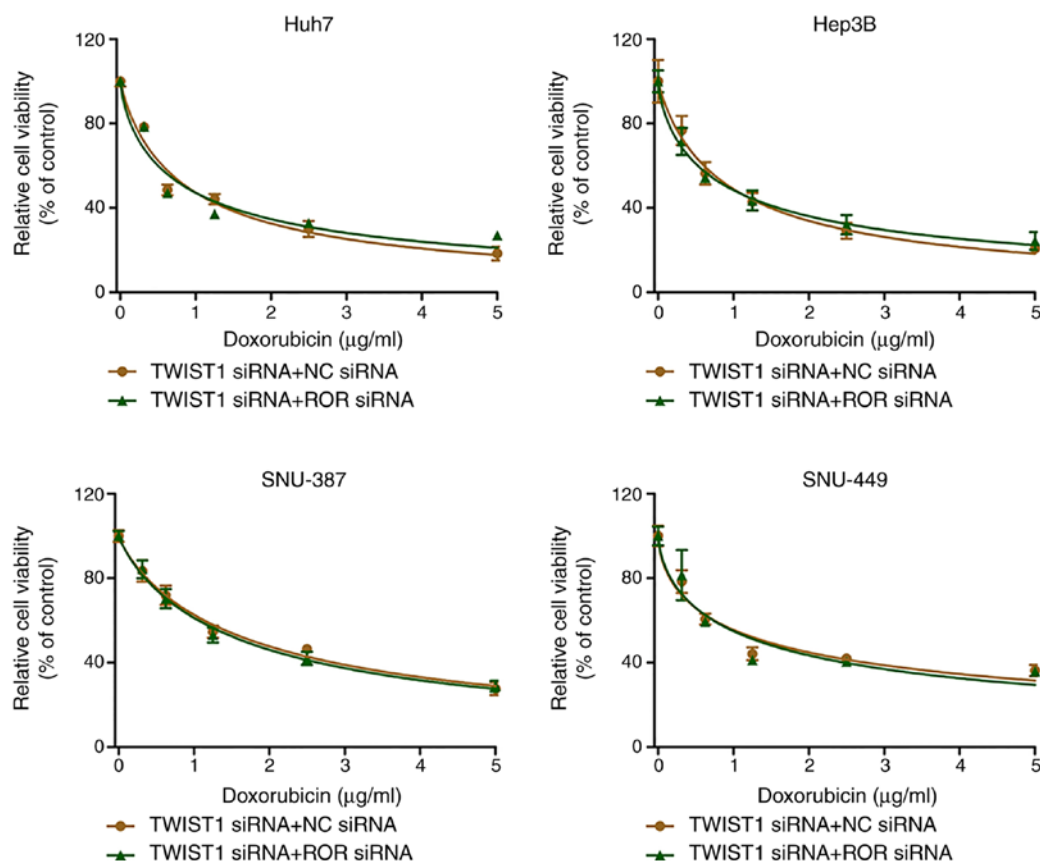 Huh7
120
80
40
0
Relative cell viability
(% of control)
0 1 2 3 4 5
Doxorubicin (μg/ml)
TWIST1 siRNA+NC siRNA
TWIST1 siRNA+ROR siRNA
Hep3B
120
80
40
0
Relative cell viability
(% of control)
0 1 2 3 4 5
Doxorubicin (μg/ml)
TWIST1 siRNA+NC siRNA
TWIST1 siRNA+ROR siRNA
SNU-387
120
80
40
0
Relative cell viability
(% of control)
0 1 2 3 4 5
Doxorubicin (μg/ml)
TWIST1 siRNA+NC siRNA
TWIST1 siRNA+ROR siRNA
SNU-449
120
80
40
0
Relative cell viability
(% of control)
0 1 2 3 4 5
Doxorubicin (μg/ml)
TWIST1 siRNA+NC siRNA
TWIST1 siRNA+ROR siRNA